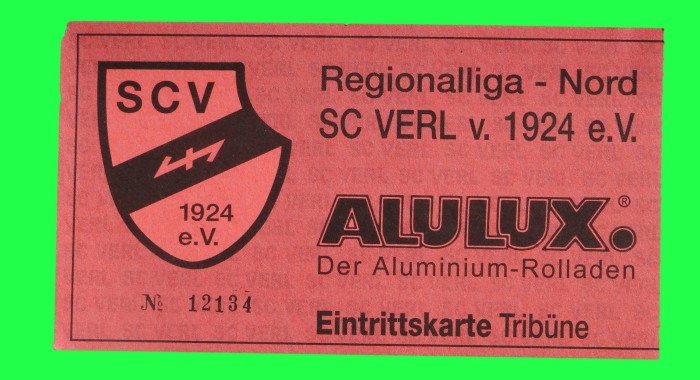 SCV
1924
e.V.
№ 12134
Regionalliga - Nord
SC VERL v. 1924 e.V.
ALULUX.®
Der Aluminium-Rolladen
Eintrittskarte Tribüne